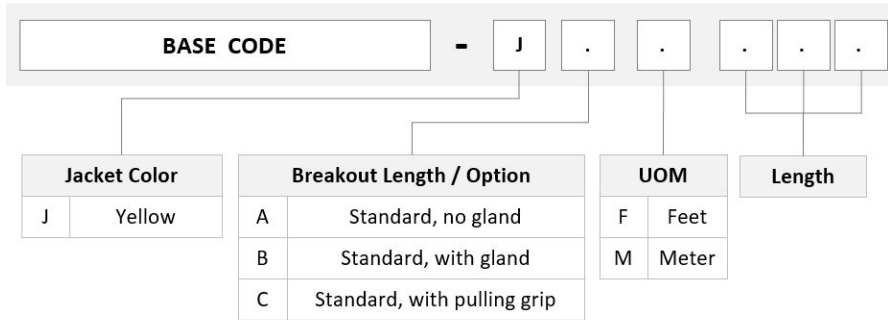 BASE CODE - J . . . . .
Jacket Color
J Yellow
Breakout Length / Option
A Standard, no gland
B Standard, with gland
C Standard, with pulling grip
UOM
F Feet
M Meter
Length